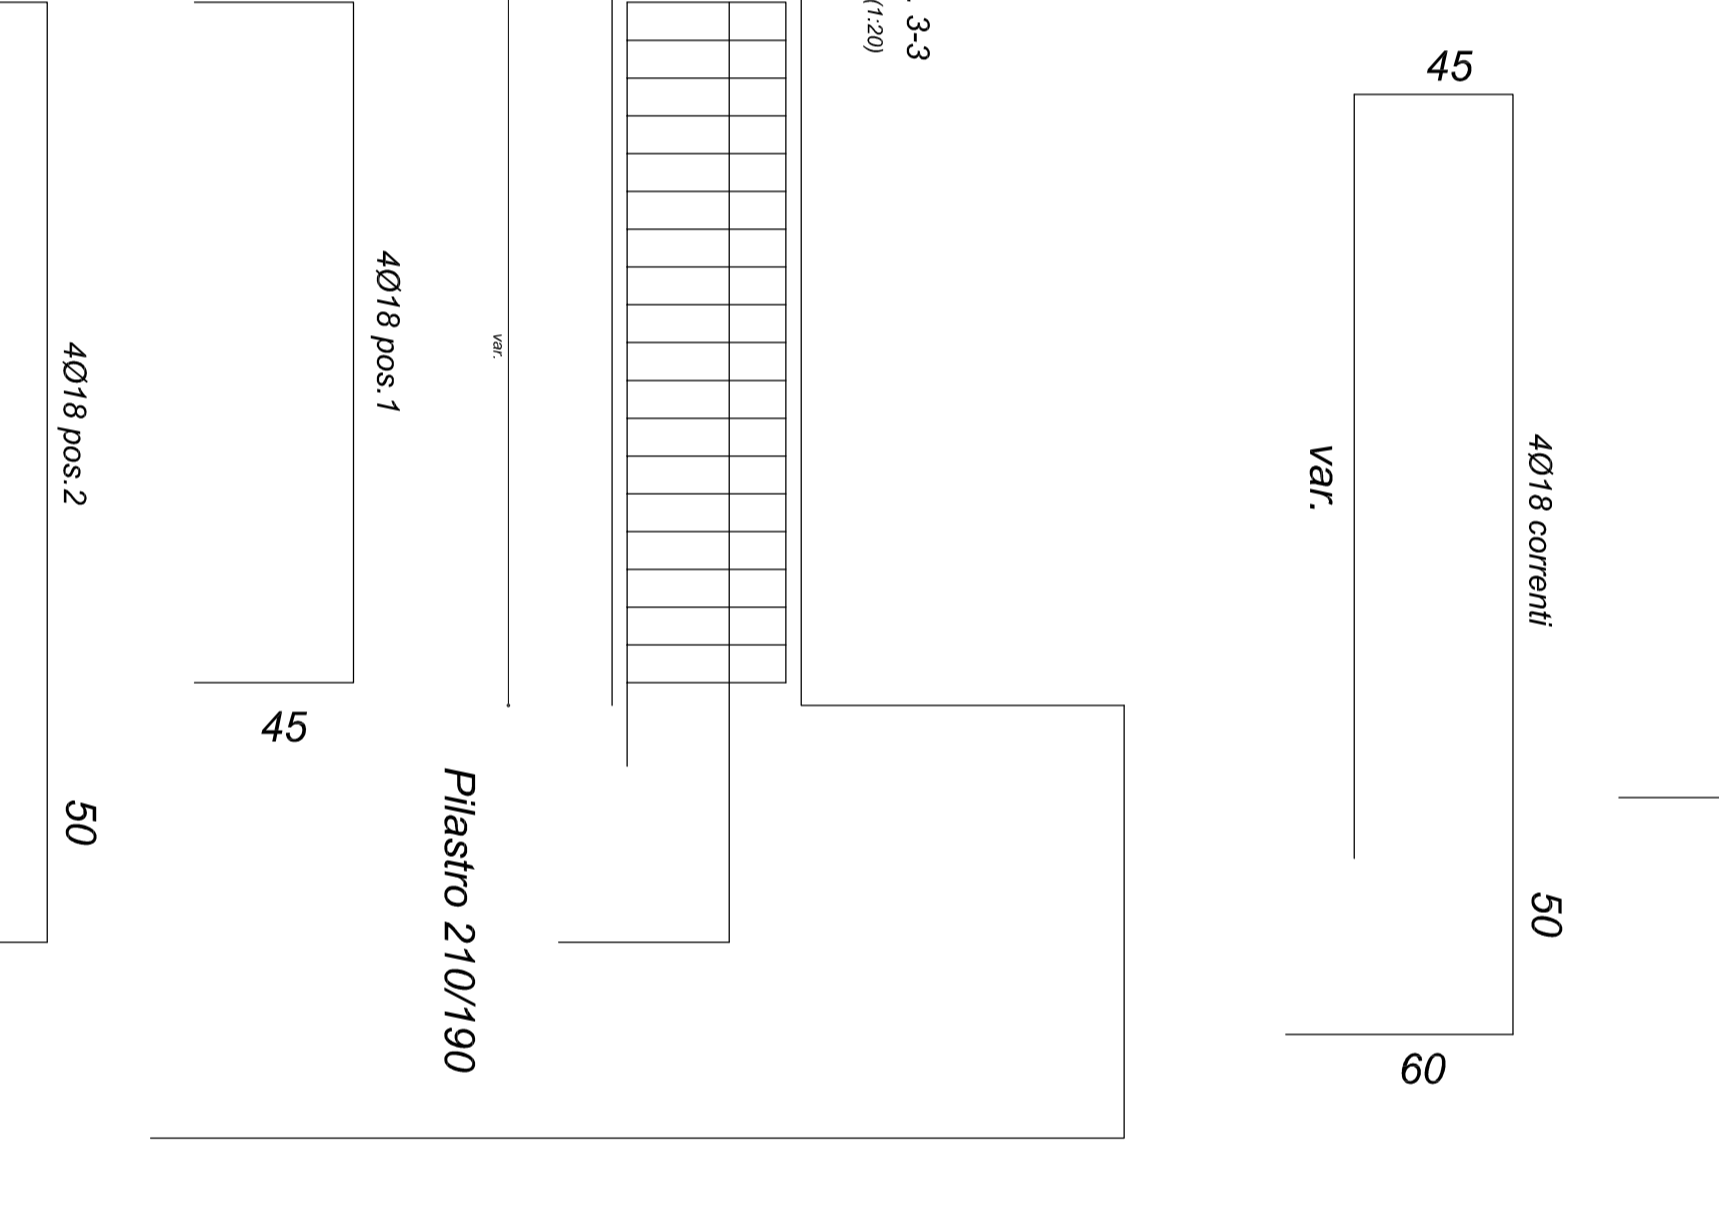 . 3-3
(1:20)
45
4Ø18 correnti
var.
50
60
var.
4Ø18 pos.1
45
Pilastro 210/190
4Ø18 pos.2
50